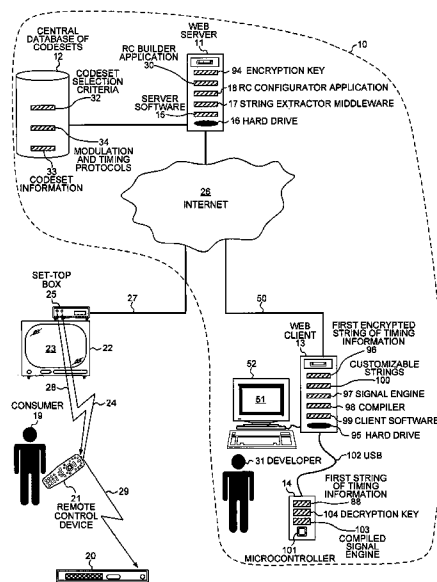 CENTRAL
DATABASE OF
CODESETS
12
WEB
SERVER
11
10
RC BUILDER
APPLICATION
30
CODESET
SELECTION
CRITERIA
32
94 ENCRYPTION KEY
18 RC CONFIGURATOR APPLICATION
17 STRING EXTRACTOR MIDDLEWARE
SERVER
SOFTWARE
15
16 HARD DRIVE
34
MODULATION
AND TIMING
PROTOCOLS
33
CODESET
INFORMATION
26
INTERNET
SET-TOP
BOX
25
27
50
23
22
28
24
WEB
CLIENT
13
FIRST ENCRYPTED
STRING OF TIMING
INFORMATION
96
CUSTOMIZABLE
STRINGS
100
52
51
97 SIGNAL ENGINE
98 COMPILER
99 CLIENT SOFTWARE
95 HARD DRIVE
CONSUMER
19
102 USB
31 DEVELOPER
21
REMOTE
CONTROL
DEVICE
29
14
FIRST STRING
OF TIMING
INFORMATION
88
104 DECRYPTION KEY
103
COMPILED
SIGNAL
ENGINE
101
MICROCONTROLLER
20